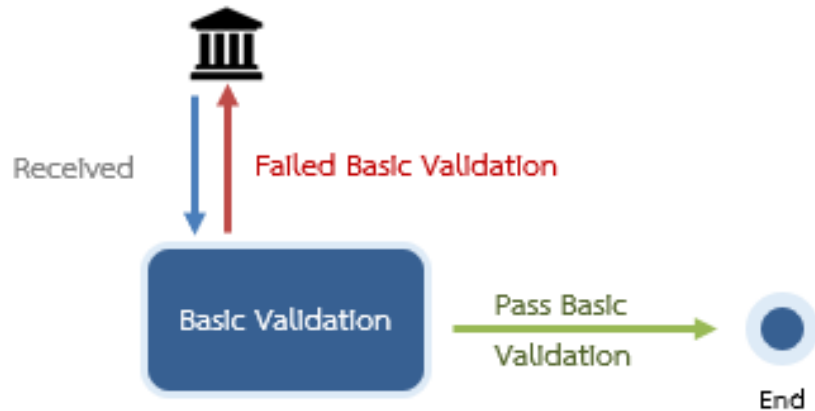 Received
Failed Basic Validation
Basic Validation
Pass Basic
Validation
End